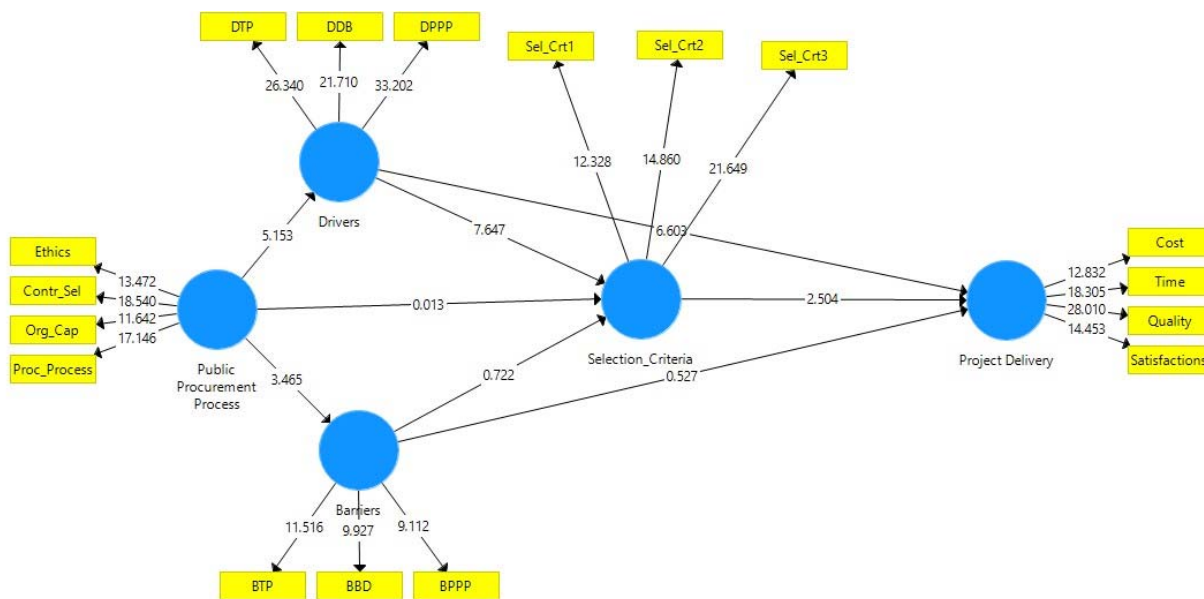 DTP
DDB
DPPP
Sel_Crt1
Sel_Crt2
Sel_Crt3
26.340
21.710
33.202
12.328
14.860
21.649
Drivers
7.647
6.603
5.153
Ethics
Contr_Sel
Org_Cap
Proc_Process
13.472
18.540
11.642
17.146
Public
Procurement
Process
0.013
Selection_Criteria
2.504
Project Delivery
12.832
18.305
28.010
14.453
Cost
Time
Quality
Satisfactions
3.465
0.722
0.527
Barriers
11.516
9.927
9.112
BTP
BBD
BPPP